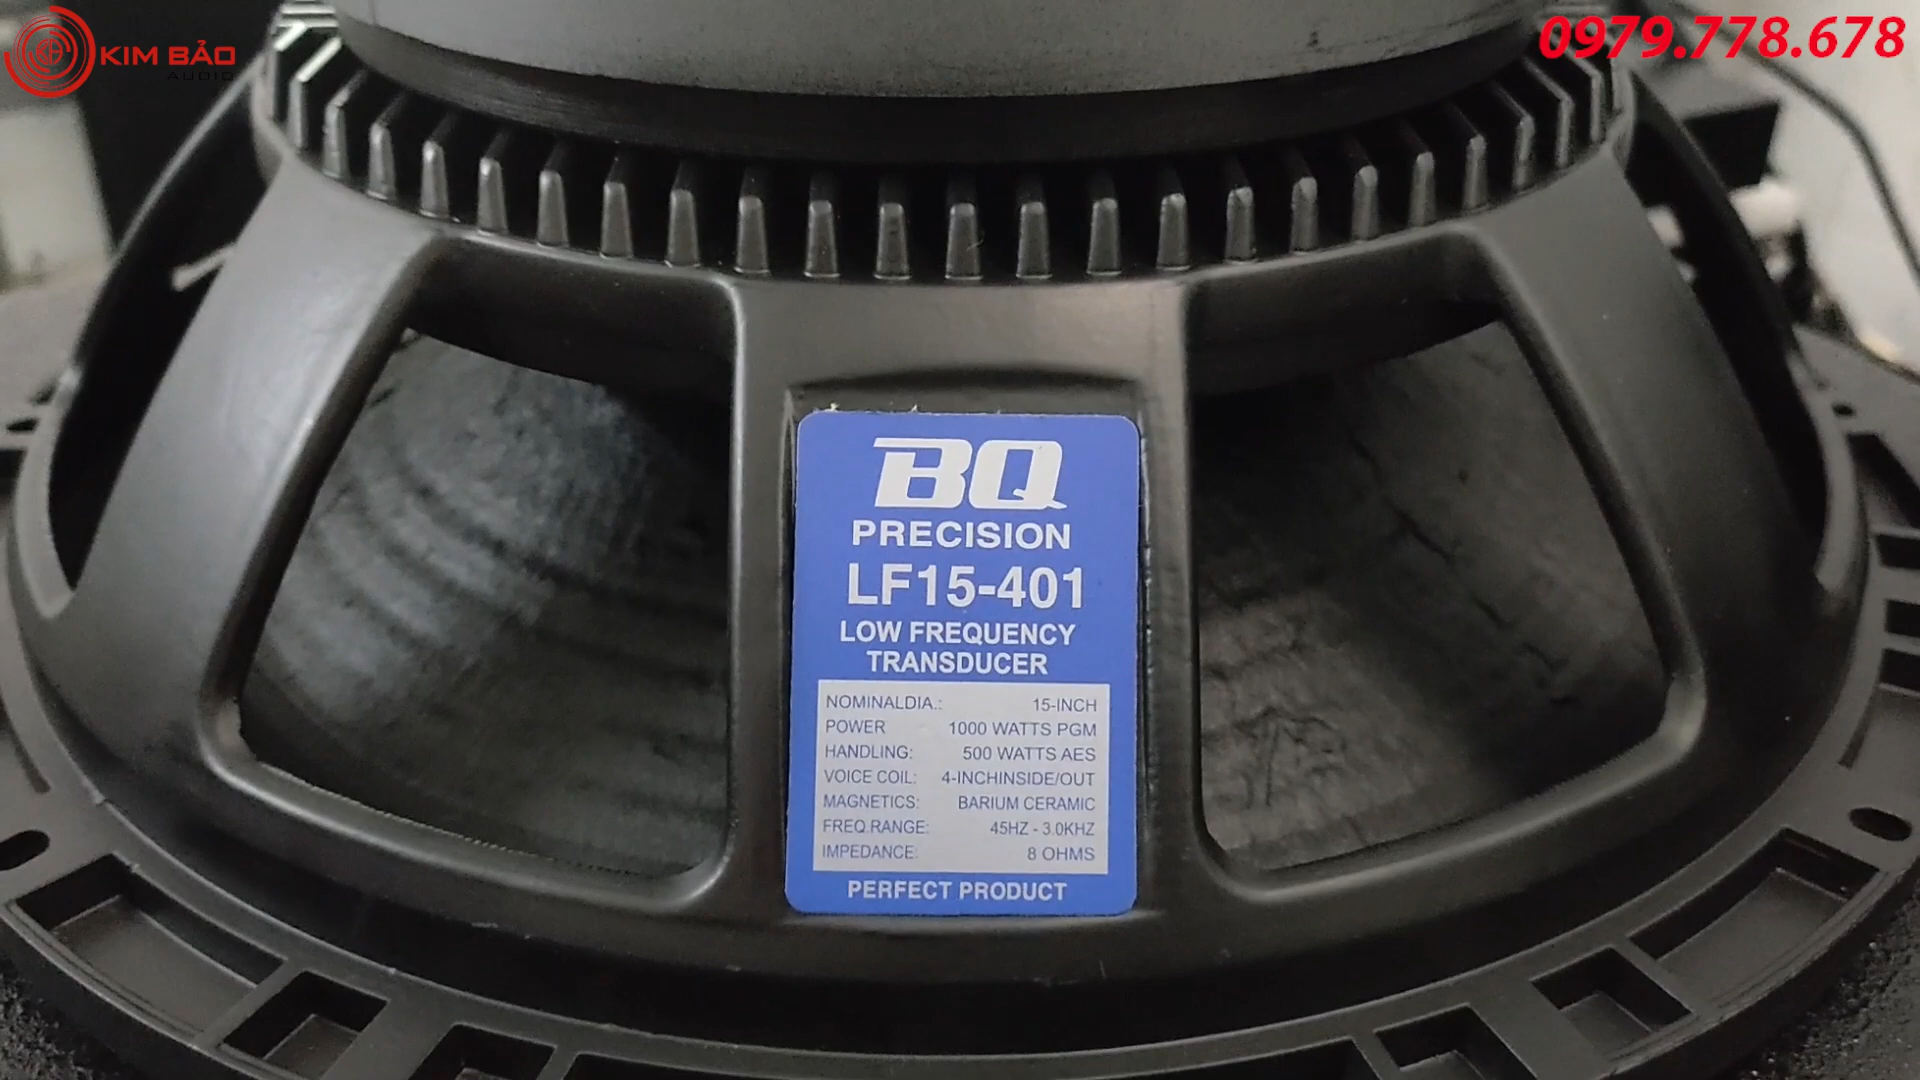 KIM BẢO
AUDIO
0979.778.678
BQ
PRECISION
LF15-401
LOW FREQUENCY
TRANSDUCER
NOMINALDIA.: 15-INCH
POWER 1000 WATTS PGM
HANDLING: 500 WATTS AES
VOICE COIL: 4-INCHINSIDE/OUT
MAGNETICS: BARIUM CERAMIC
FREQ.RANGE: 45HZ - 3.0KHZ
IMPEDANCE: 8 OHMS
PERFECT PRODUCT